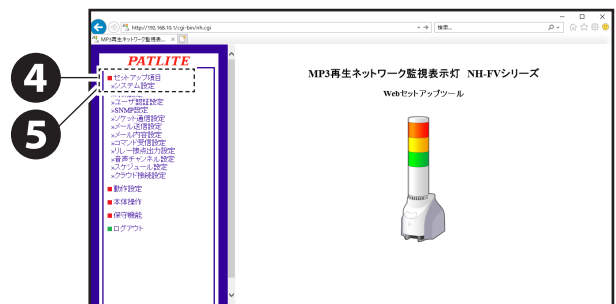 http://192.168.10.1/cgi-bin/nh.cgi
検索...
MP3再生ネットワーク監視表...
PATLITE
4
■セットアップ項目
»システム設定
5
»ユーザ認証設定
»SNMP設定
»ソケット通信設定
»メール送信設定
»メール内容設定
»コマンド受信設定
»リレー接点出力設定
»音声チャンネル設定
»スケジュール設定
»クラウド接続設定
■動作設定
■本体操作
■保守機能
■ログアウト
MP3再生ネットワーク監視表示灯 NH-FVシリーズ
Webセットアップツール